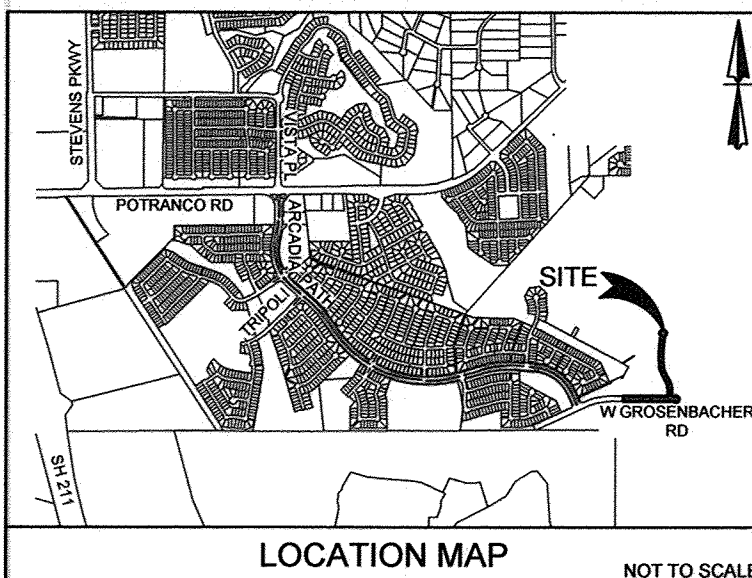 STEVENS PKWY
VISTA PL
POTRANCO RD
ARCADIA PATH
TRIPOLI
SITE
W GROSENBACHER
RD
SH 211
LOCATION MAP
NOT TO SCALE